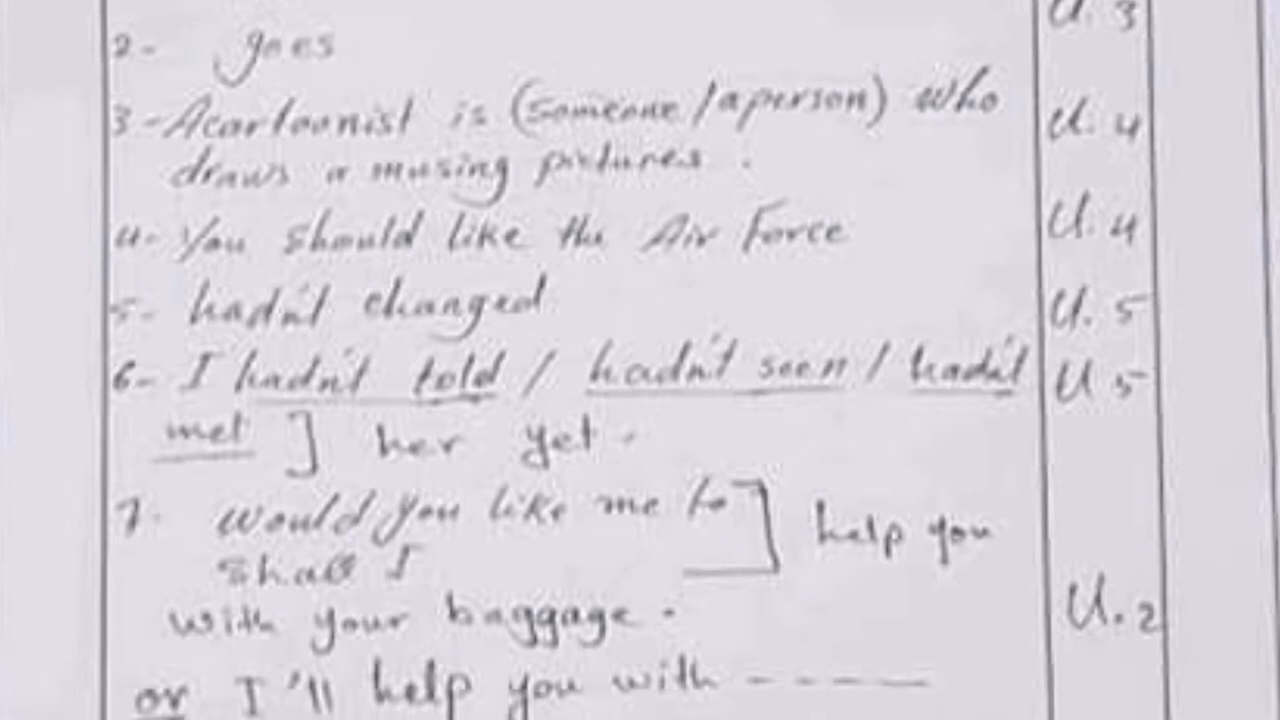 U. 3
2- goes
3- A cartoonist is (someone / a person) who U. 4
draws a musing pictures .
4- You should like the Air Force U. 4
5- hadn't changed U. 5
6- I hadn't told / hadn't seen / hadn't U 5
met ] her yet .
7- would you like me to ] help you
shall I
with your baggage . U. 2
or I'll help you with -----